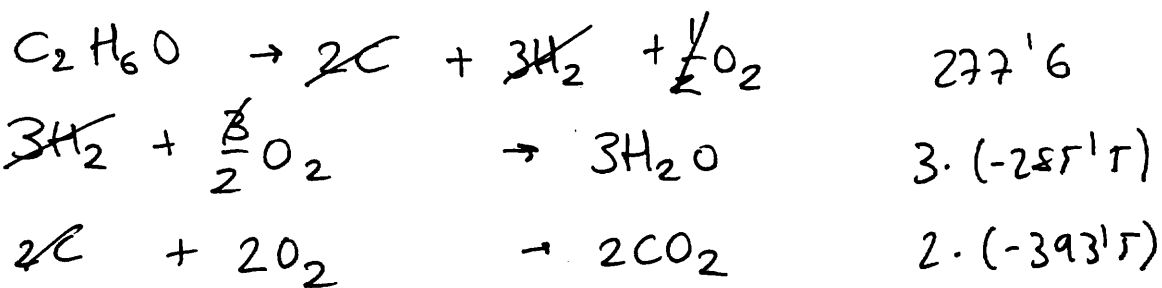 C₂H₆O → 2C + 3H₂ + 1/2 O₂ 277'6
3H₂ + 3/2 O₂ → 3H₂O 3·(-285'5)
2C + 2O₂ → 2CO₂ 2·(-393'5)